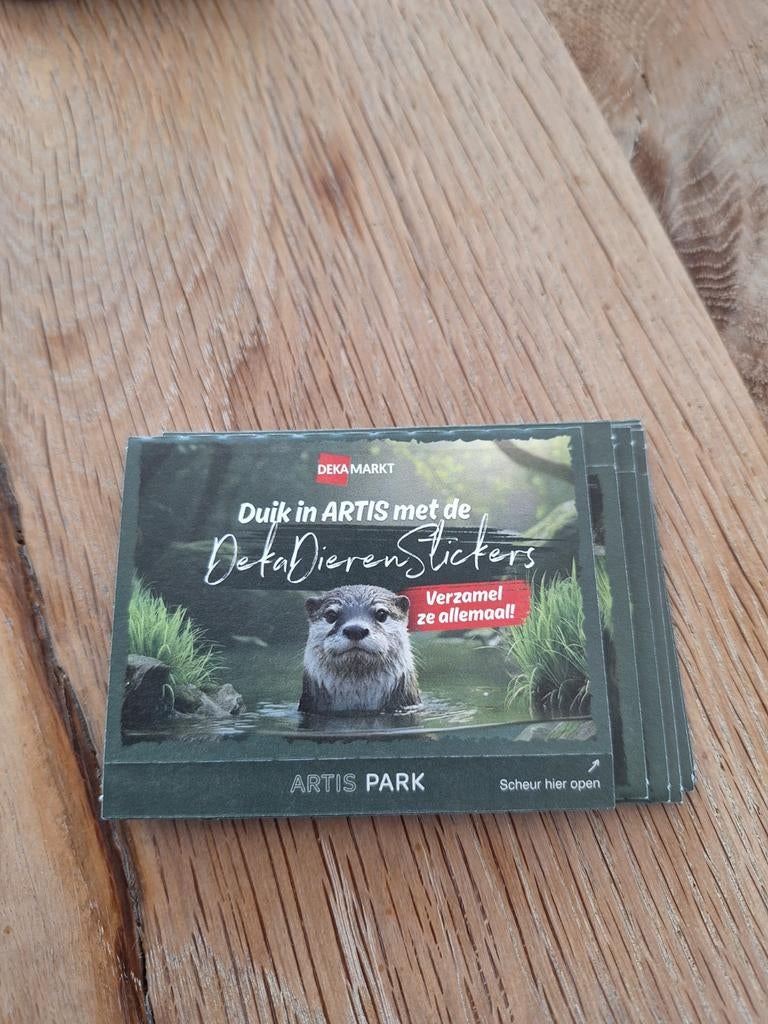 DEKAMARKT
Duik in ARTIS met de
DekaDierenStickers
Verzamel
ze allemaal!
ARTIS PARK
Scheur hier open